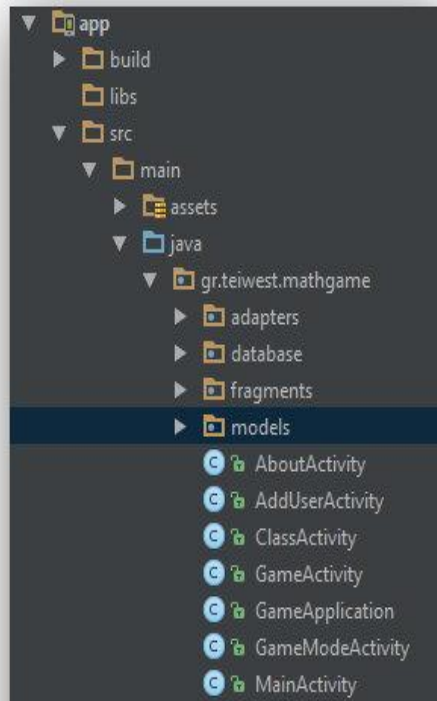 app
build
libs
src
main
assets
java
gr.teiwest.mathgame
adapters
database
fragments
models
AboutActivity
AddUserActivity
ClassActivity
GameActivity
GameApplication
GameModeActivity
MainActivity